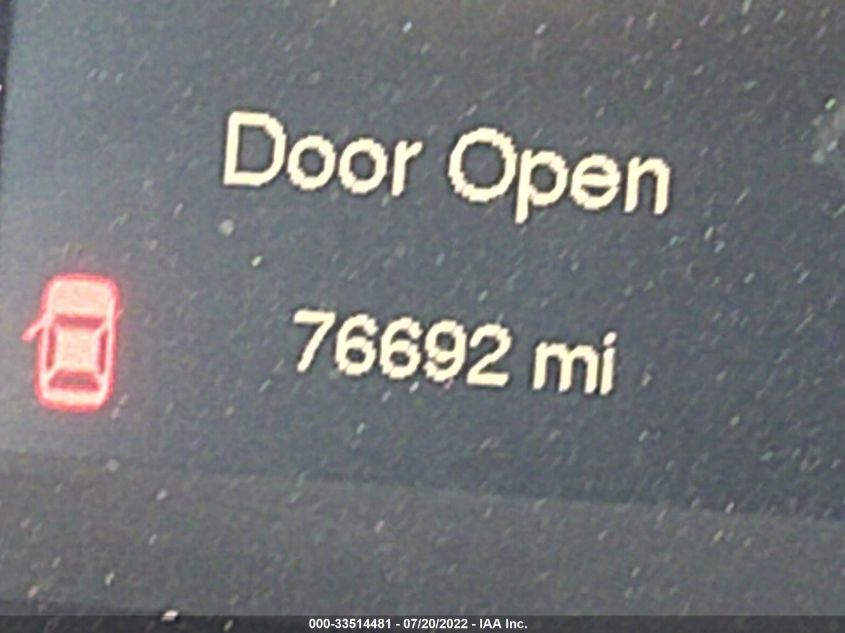 Door Open
76692 mi
000-33514481 - 07/20/2022 - IAA Inc.